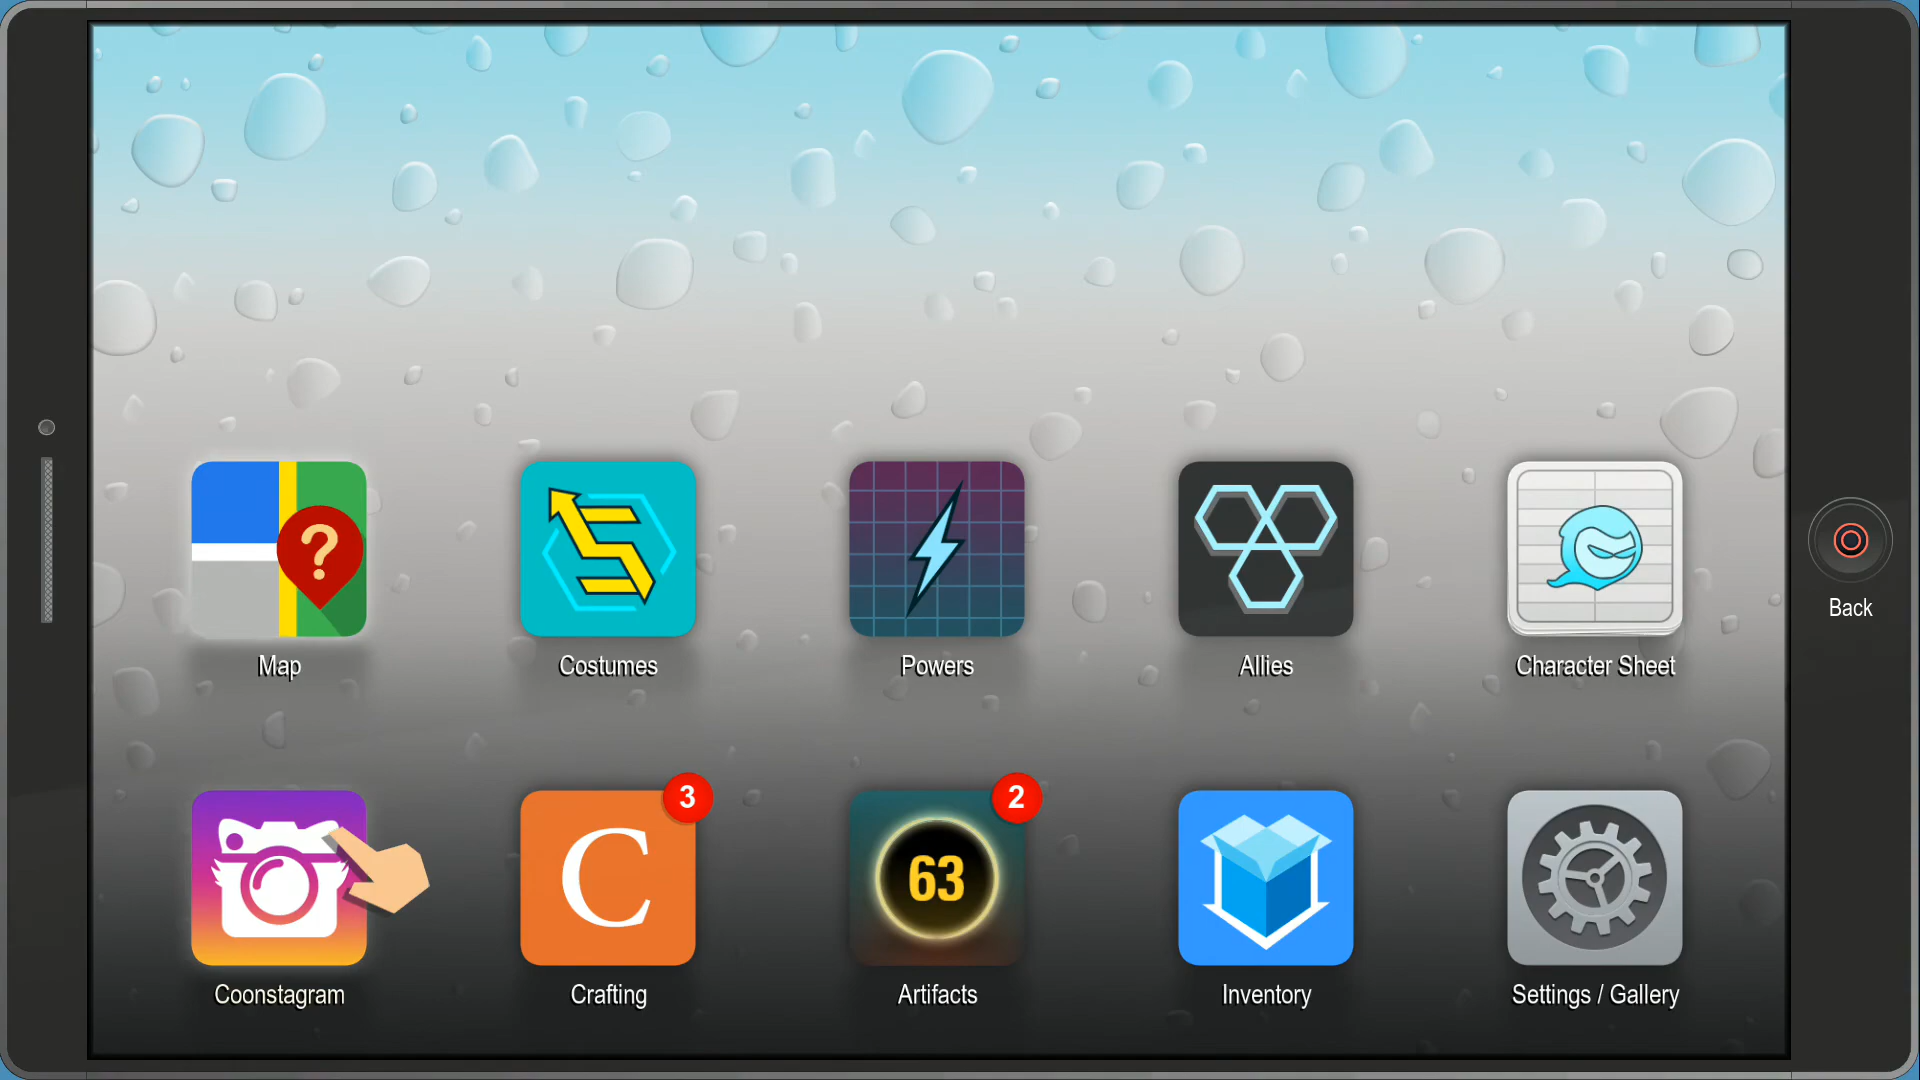 ?
Map
Costumes
Powers
Allies
Character Sheet
Back
Coonstagram
3
C
Crafting
2
63
Artifacts
Inventory
Settings / Gallery